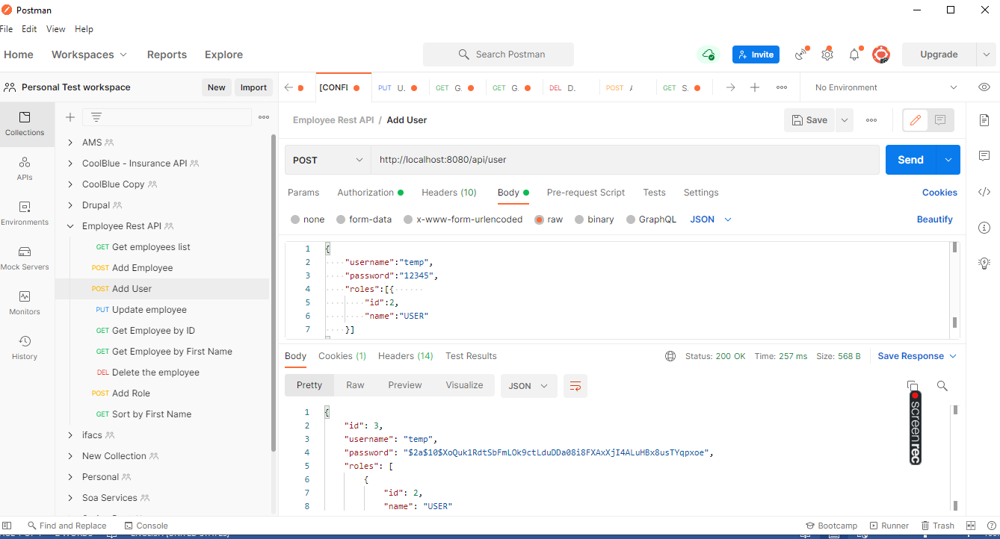 Postman
File Edit View Help
Home Workspaces Reports Explore
Search Postman
Invite
Upgrade
Personal Test workspace
New Import
[CONFI
PUT U.
GET G.
GET G.
DEL D.
POST
GET S.
No Environment
Collections
APIs
Environments
Mock Servers
Monitors
History
AMS
CoolBlue - Insurance API
CoolBlue Copy
Drupal
Employee Rest API
GET Get employees list
POST Add Employee
POST Add User
PUT Update employee
GET Get Employee by ID
GET Get Employee by First Name
DEL Delete the employee
POST Add Role
GET Sort by First Name
ifacs
New Collection
Personal
Soa Services
Employee Rest API / Add User
Save
POST http://localhost:8080/api/user
Send
Params Authorization Headers (10) Body Pre-request Script Tests Settings Cookies
none form-data x-www-form-urlencoded raw binary GraphQL JSON Beautify
1 {
2 "username":"temp",
3 "password":"12345",
4 "roles":[{
5 "id":2,
6 "name":"USER"
7 }]
Body Cookies (1) Headers (14) Test Results Status: 200 OK Time: 257 ms Size: 568 B Save Response
Pretty Raw Preview Visualize JSON
1 {
2 "id": 3,
3 "username": "temp",
4 "password": "$2a$10$XoQuk1RdtSbFmLOk9ctLduDDa08i8FXAxXjI4ALuHBx8usTYqpxoe",
5 "roles": [
6 {
7 "id": 2,
8 "name": "USER"
screenrec
Find and Replace Console Bootcamp Runner Trash